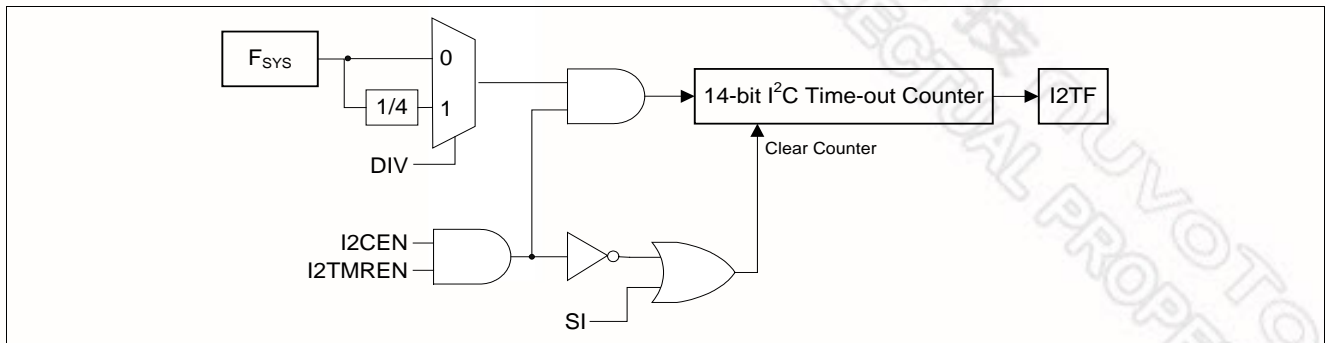 FSYS
0
1/4
1
DIV
14-bit I²C Time-out Counter
I2TF
Clear Counter
I2CEN
I2TMREN
SI